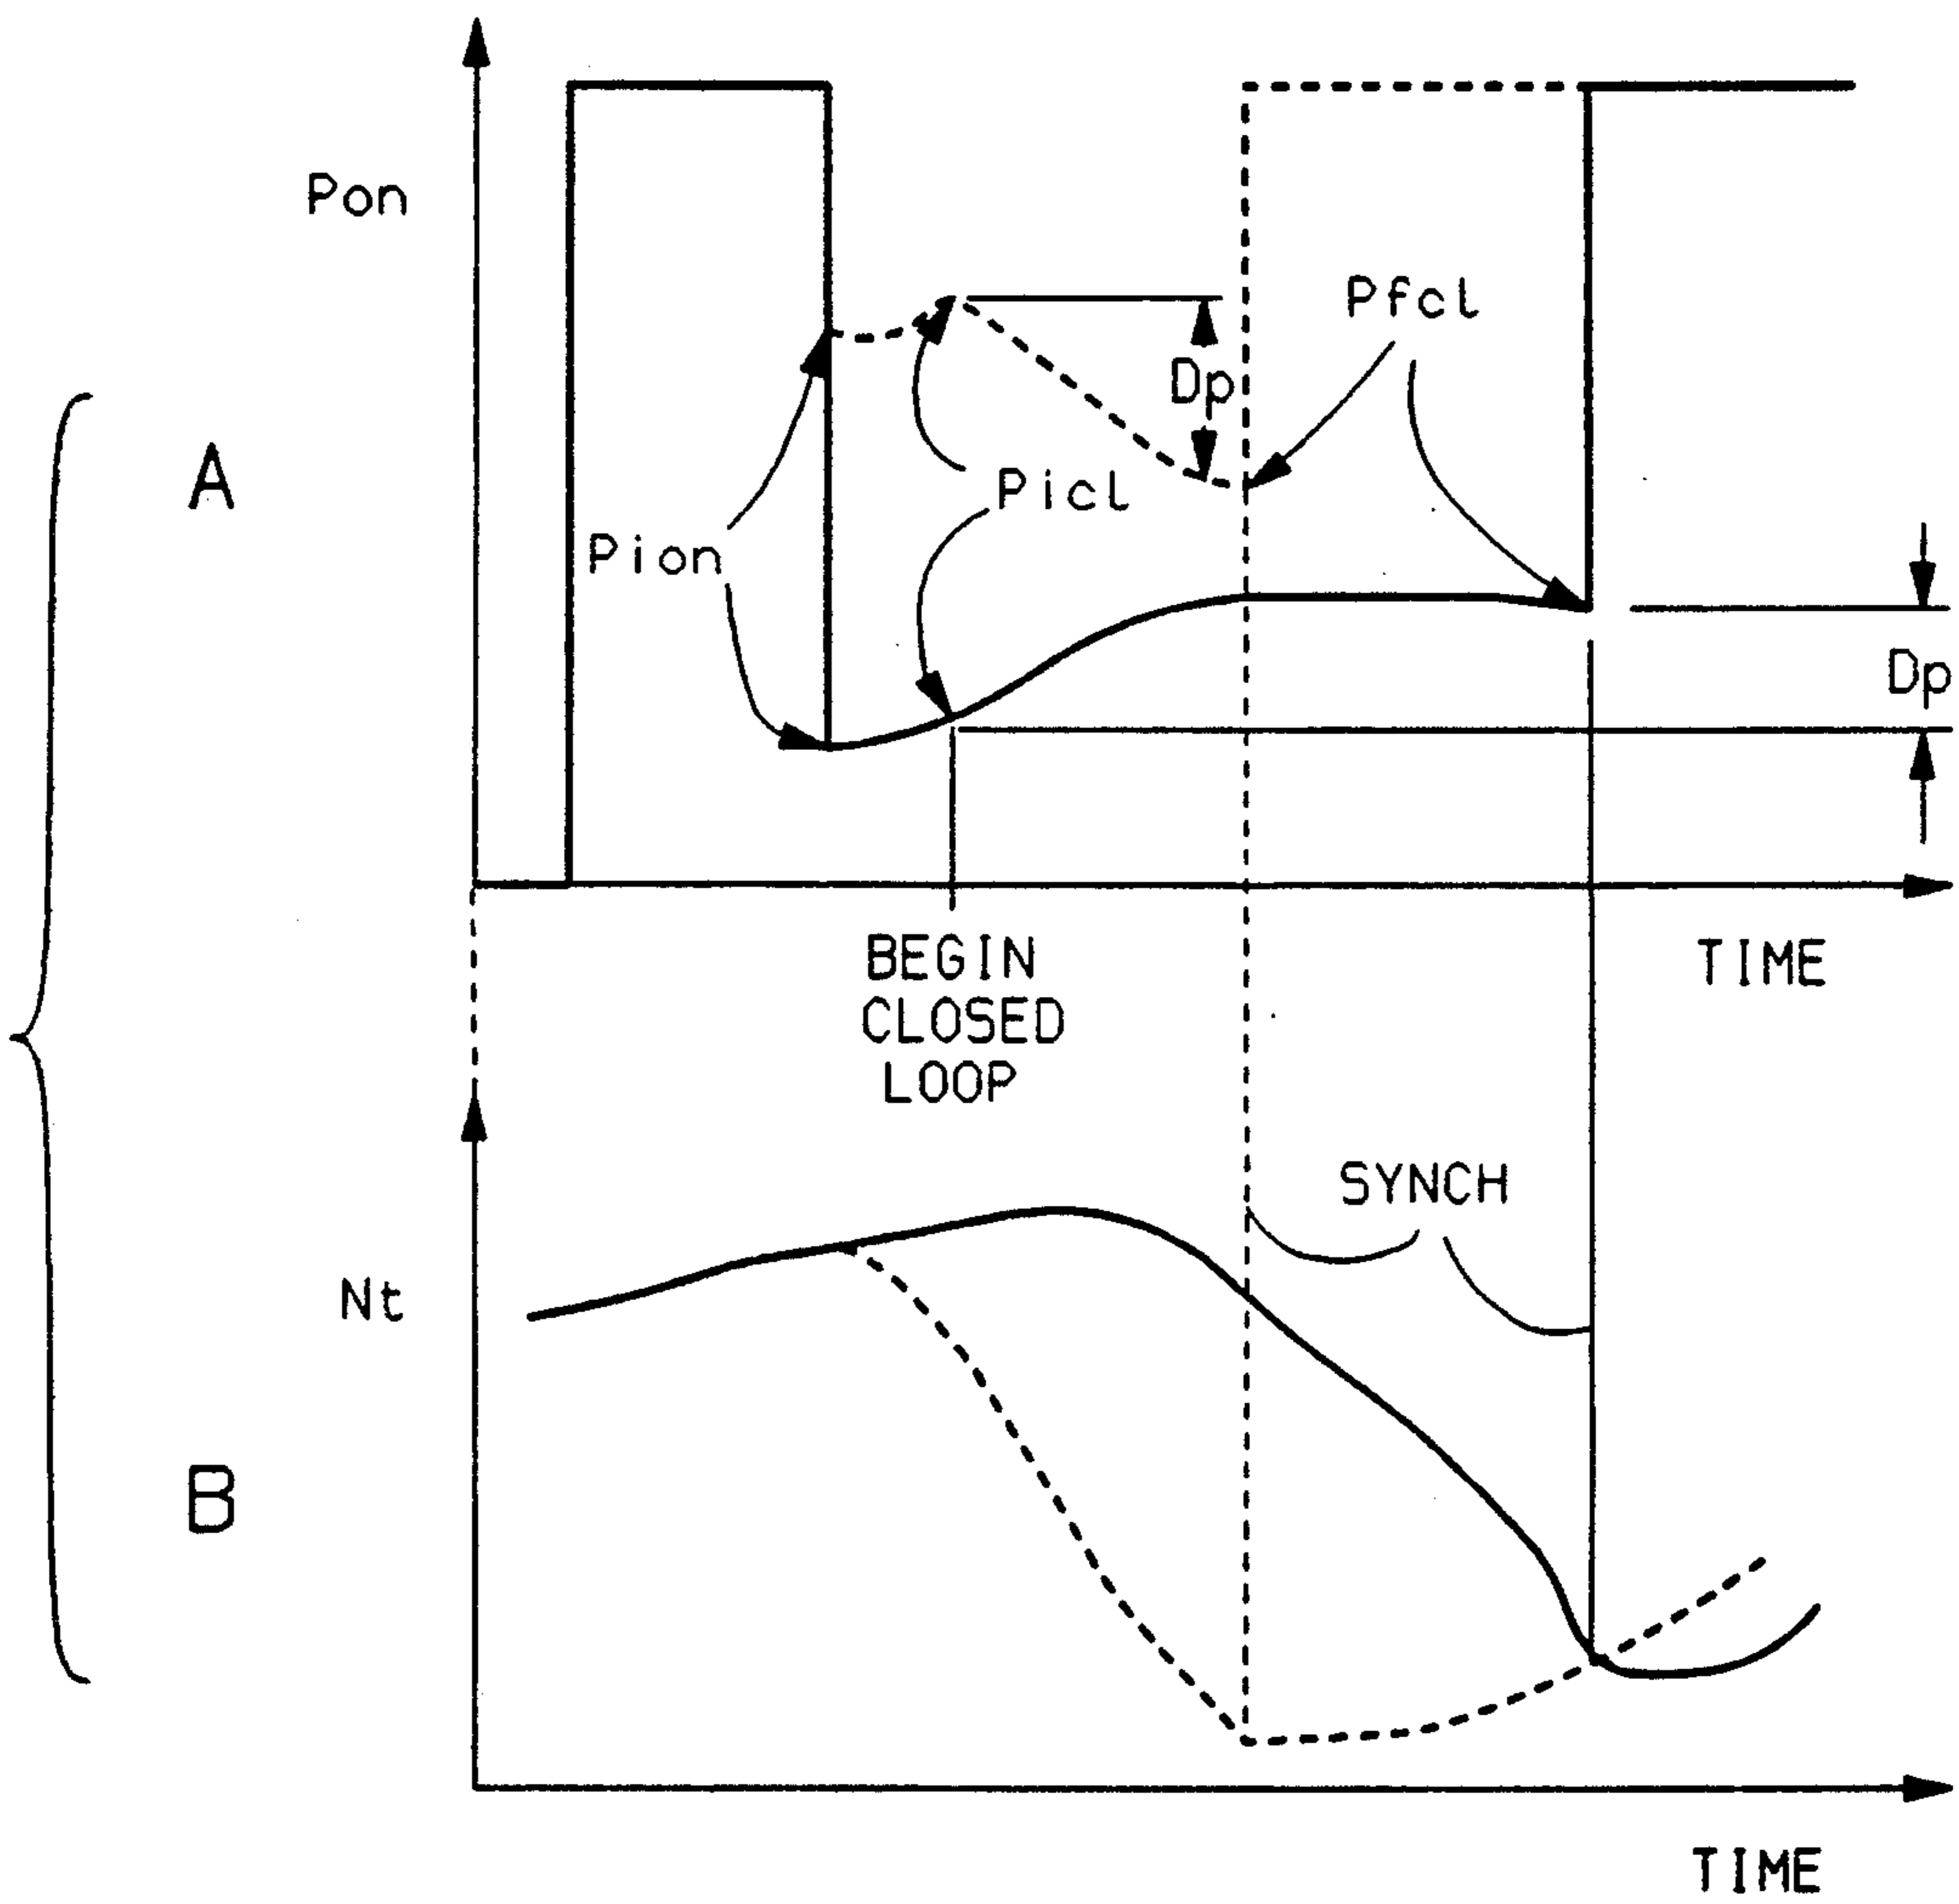 Pon
Pfcl
Dp
A
Picl
Pion
Dp
BEGIN
CLOSED
LOOP
TIME
SYNCH
Nt
B
TIME